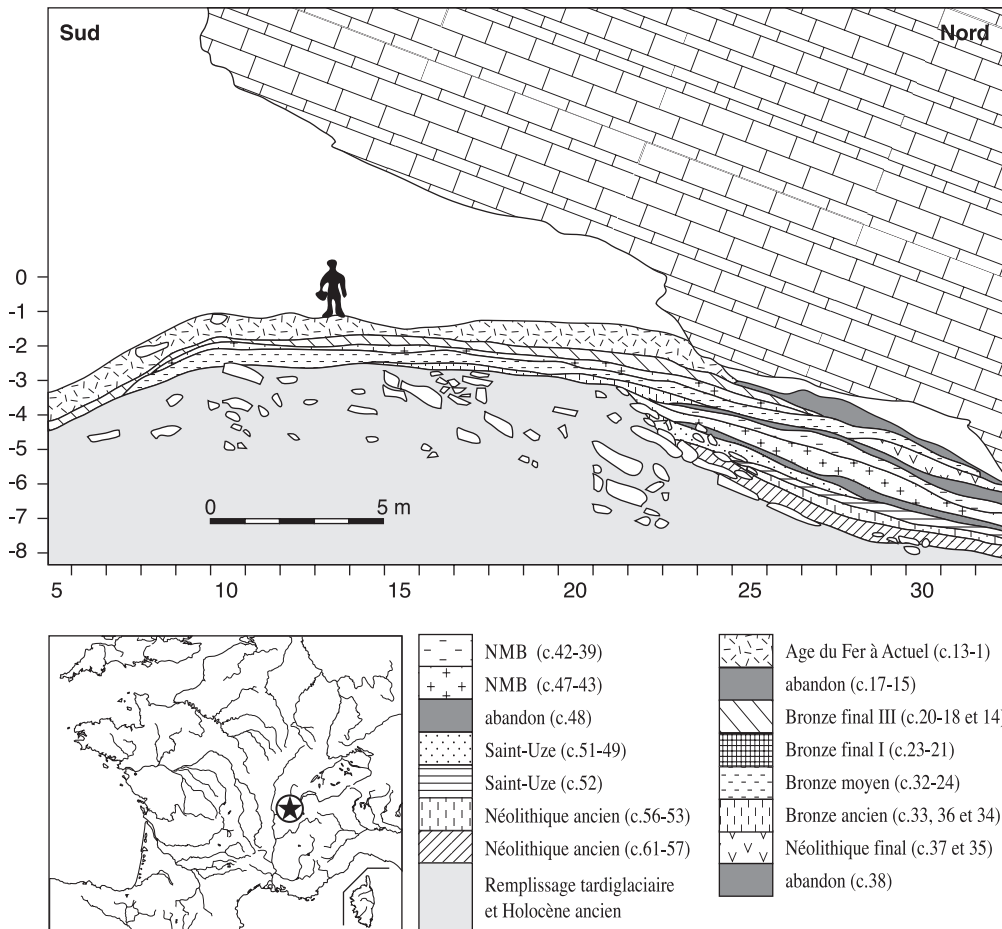 Sud
Nord
0
-1
-2
-3
-4
-5
-6
-7
-8
0 5 m
5 10 15 20 25 30
NMB (c.42-39)
NMB (c.47-43)
abandon (c.48)
Saint-Uze (c.51-49)
Saint-Uze (c.52)
Néolithique ancien (c.56-53)
Néolithique ancien (c.61-57)
Remplissage tardiglaciaire
et Holocène ancien
Age du Fer à Actuel (c.13-1)
abandon (c.17-15)
Bronze final III (c.20-18 et 14)
Bronze final I (c.23-21)
Bronze moyen (c.32-24)
Bronze ancien (c.33, 36 et 34)
Néolithique final (c.37 et 35)
abandon (c.38)